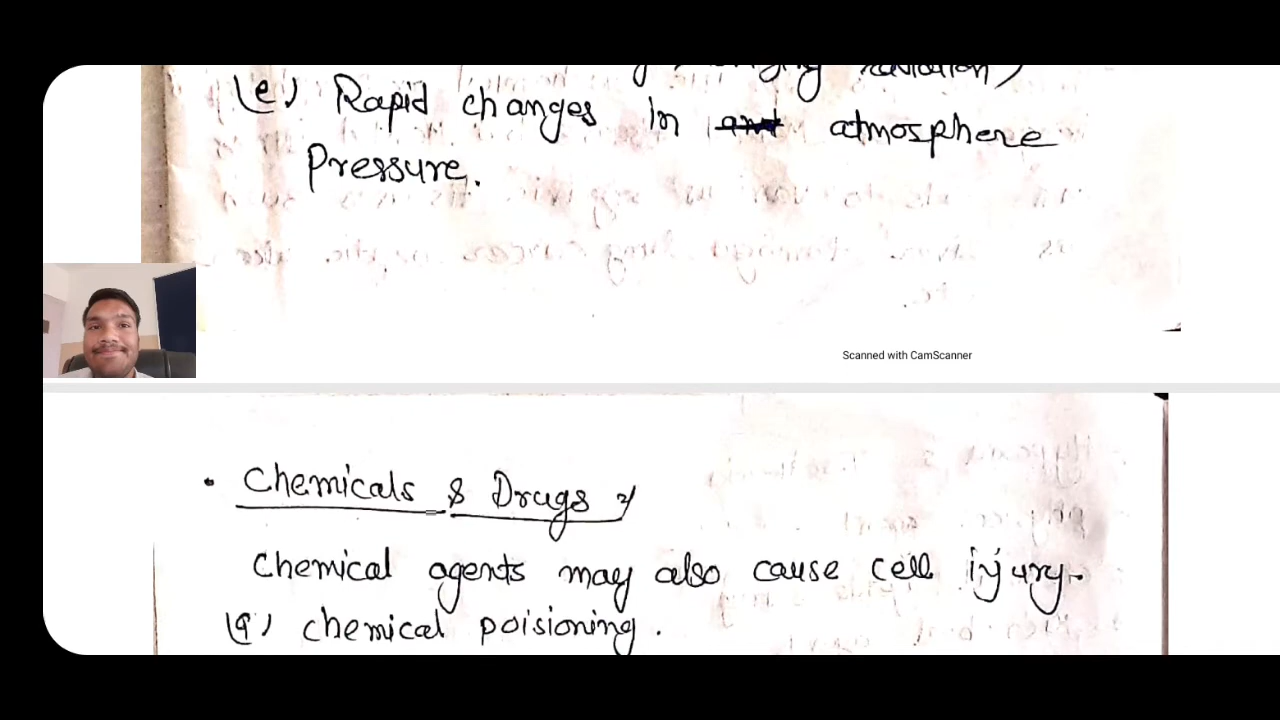 (e) Rapid changes in atmosphere
Pressure.
Scanned with CamScanner
• Chemicals & Drugs
Chemical agents may also cause cell injury.
(a) chemical poisioning.